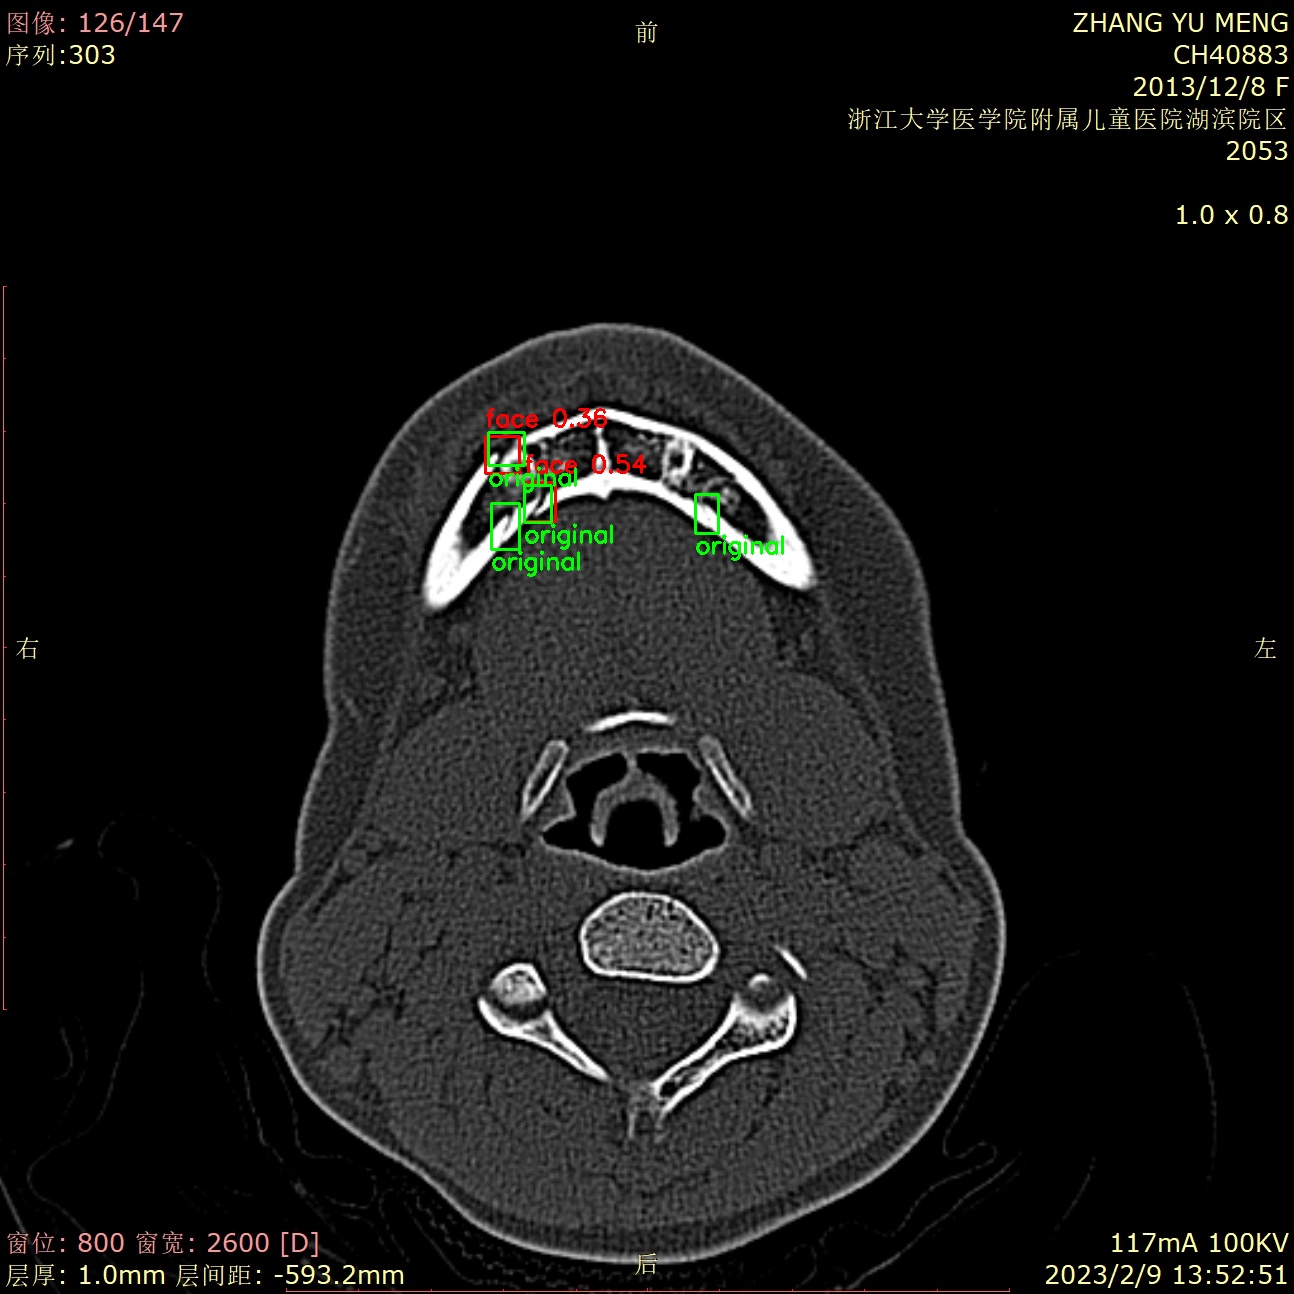 图像: 126/147
序列:303
前
ZHANG YU MENG
CH40883
2013/12/8 F
浙江大学医学院附属儿童医院湖滨院区
2053
1.0 x 0.8
face 0.36
face 0.54
original
original
original
original
右
左
窗位: 800 窗宽: 2600 [D]
层厚: 1.0mm 层间距: -593.2mm
后
117mA 100KV
2023/2/9 13:52:51